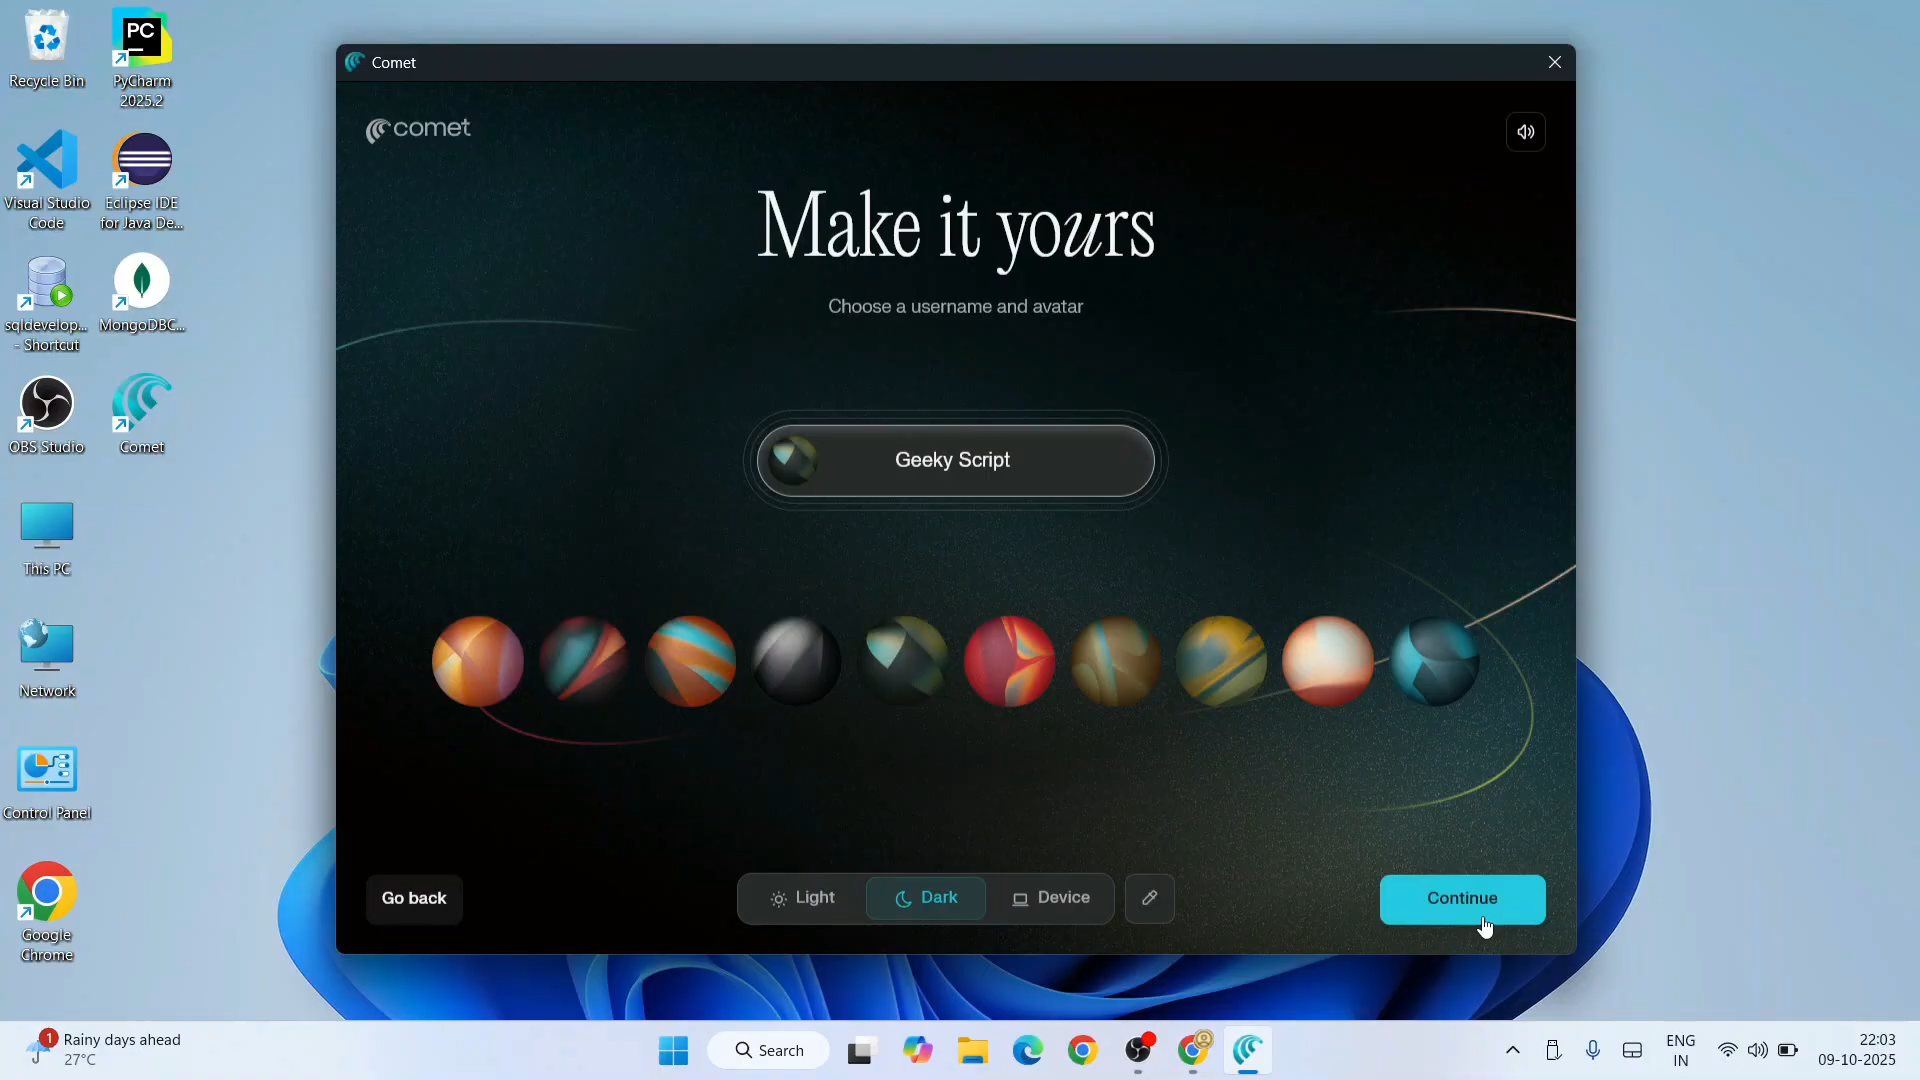 Recycle Bin
PC
PyCharm
2025.2
Visual Studio
Code
Eclipse IDE
for Java De...
sqldevelop...
- Shortcut
MongoDBC...
OBS Studio
Comet
This PC
Network
Control Panel
Google
Chrome
Comet
comet
Make it yours
Choose a username and avatar
Geeky Script
Go back
Light
Dark
Device
Continue
1
Rainy days ahead
27°C
Search
ENG
IN
22:03
09-10-2025